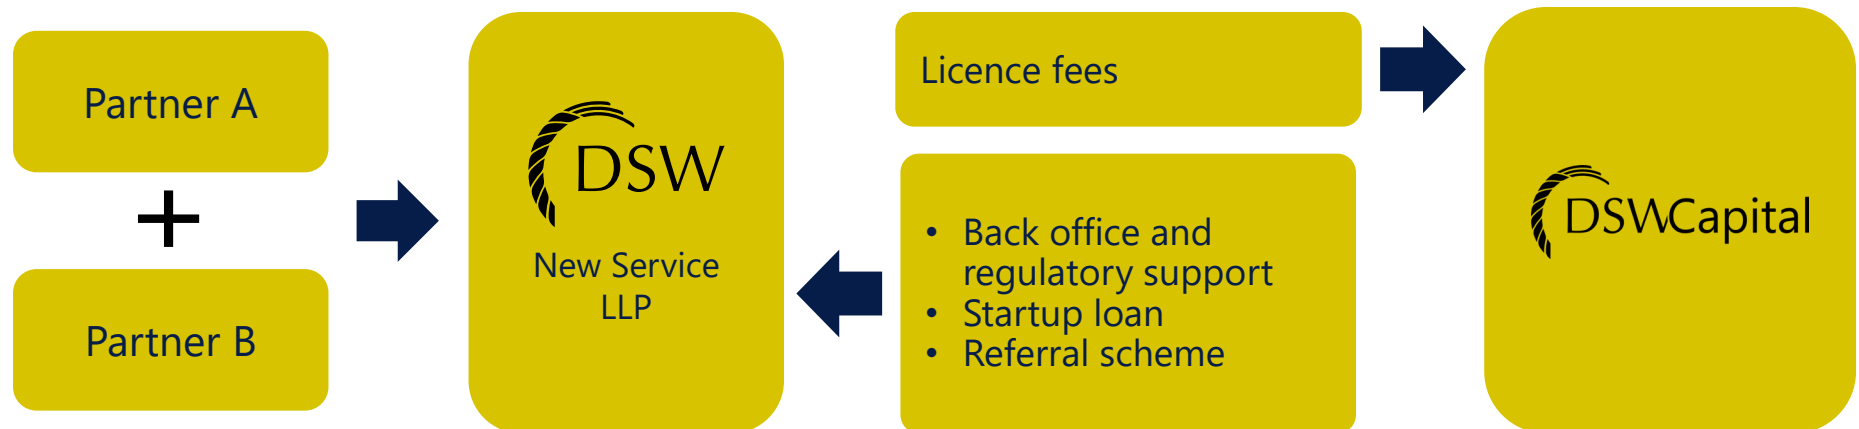 Partner A
+
Partner B
DSW
New Service
LLP
Licence fees
• Back office and
regulatory support
• Startup loan
• Referral scheme
DSWCapital